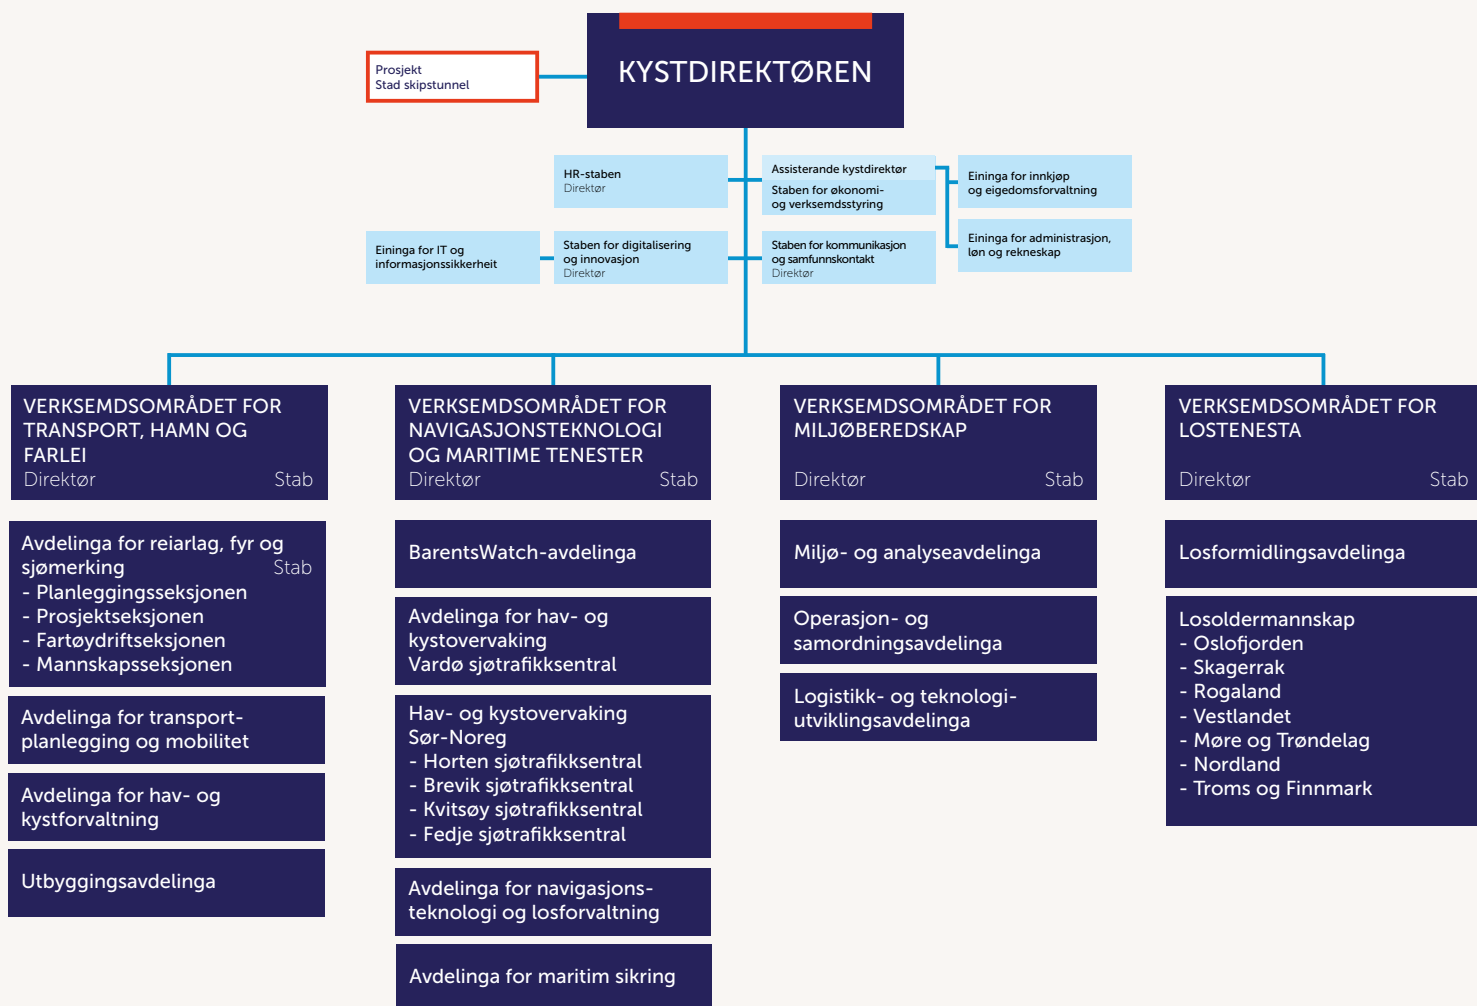 KYSTDIREKTØREN
Prosjekt
Stad skipstunnel
HR-staben
Direktør
Assisterande kystdirektør
Staben for økonomi-
og verksemdsstyring
Eininga for innkjøp
og eigedomsforvaltning
Eininga for IT og
informasjonssikkerheit
Staben for digitalisering
og innovasjon
Direktør
Staben for kommunikasjon
og samfunnskontakt
Direktør
Eininga for administrasjon,
løn og rekneskap
VERKSEMDSOMRÅDET FOR
TRANSPORT, HAMN OG
FARLEI
Direktør Stab
Avdelinga for reiarlag, fyr og
sjømerking Stab
- Planleggingsseksjonen
- Prosjektseksjonen
- Fartøydriftseksjonen
- Mannskapsseksjonen
Avdelinga for transport-
planlegging og mobilitet
Avdelinga for hav- og
kystforvaltning
Utbyggingsavdelinga
VERKSEMDSOMRÅDET FOR
NAVIGASJONSTEKNOLOGI
OG MARITIME TENESTER
Direktør Stab
BarentsWatch-avdelinga
Avdelinga for hav- og
kystovervaking
Vardø sjøtrafikksentral
Hav- og kystovervaking
Sør-Noreg
- Horten sjøtrafikksentral
- Brevik sjøtrafikksentral
- Kvitsøy sjøtrafikksentral
- Fedje sjøtrafikksentral
Avdelinga for navigasjons-
teknologi og losforvaltning
Avdelinga for maritim sikring
VERKSEMDSOMRÅDET FOR
MILJØBEREDSKAP
Direktør Stab
Miljø- og analyseavdelinga
Operasjon- og
samordningsavdelinga
Logistikk- og teknologi-
utviklingsavdelinga
VERKSEMDSOMRÅDET FOR
LOSTENESTA
Direktør Stab
Losformidlingsavdelinga
Losoldermannskap
- Oslofjorden
- Skagerrak
- Rogaland
- Vestlandet
- Møre og Trøndelag
- Nordland
- Troms og Finnmark